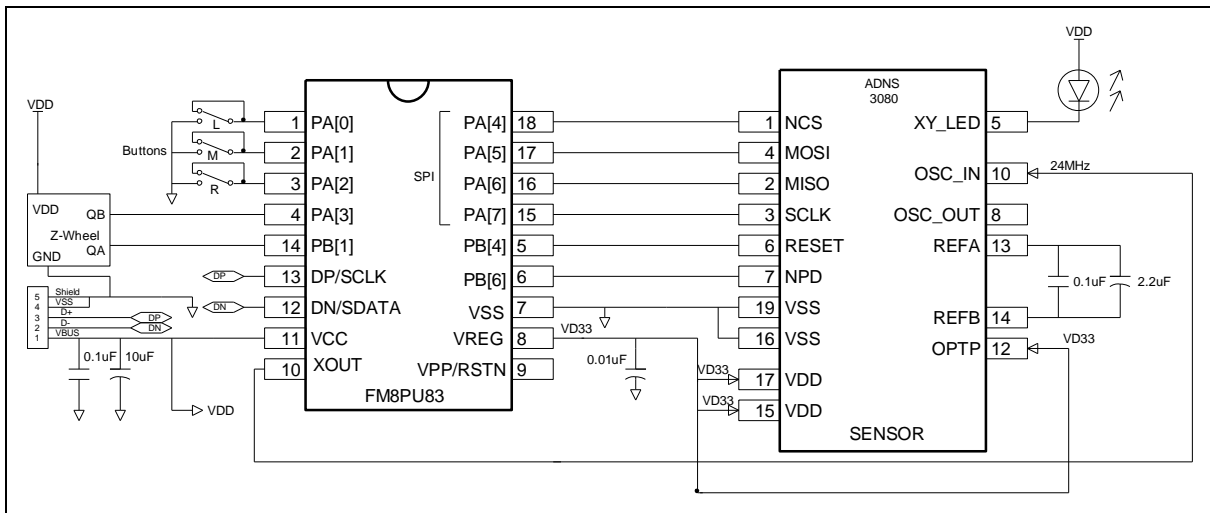 VDD
VDD
Z-Wheel
GND
QB
QA
5 Shield
4 VSS
3 D+
2 D-
1 VBUS
DP
DN
0.1uF
10uF
VDD
Buttons
L
M
R
DP
DN
1 PA[0]
2 PA[1]
3 PA[2]
4 PA[3]
14 PB[1]
13 DP/SCLK
12 DN/SDATA
11 VCC
10 XOUT
SPI
PA[4] 18
PA[5] 17
PA[6] 16
PA[7] 15
PB[4] 5
PB[6] 6
VSS 7
VREG 8
VPP/RSTN 9
FM8PU83
VD33
0.01uF
VD33
VD33
ADNS
3080
1 NCS
4 MOSI
2 MISO
3 SCLK
6 RESET
7 NPD
19 VSS
16 VSS
17 VDD
15 VDD
XY_LED 5
OSC_IN 10
OSC_OUT 8
REFA 13
REFB 14
OPTP 12
SENSOR
VDD
24MHz
0.1uF
2.2uF
VD33